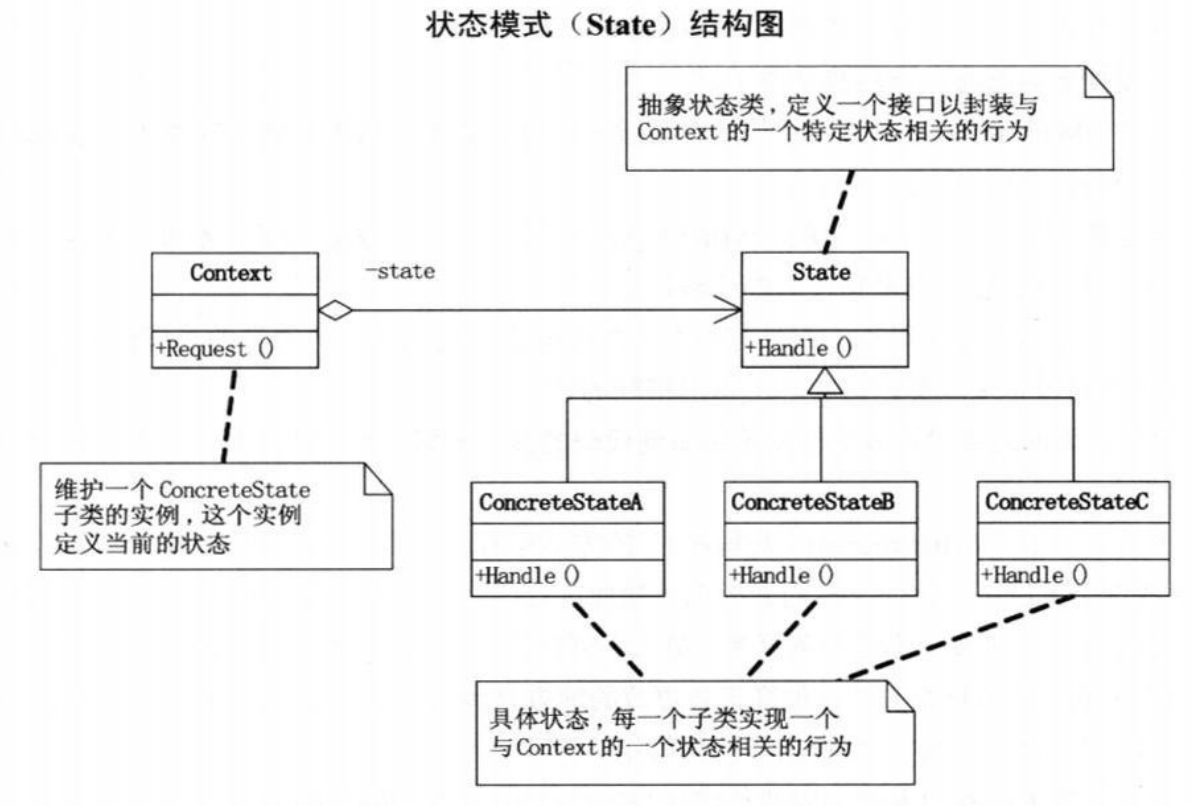 状态模式（State）结构图
抽象状态类，定义一个接口以封装与
Context 的一个特定状态相关的行为
Context
-state
State
+Request ()
+Handle ()
维护一个 ConcreteState
子类的实例，这个实例
定义当前的状态
ConcreteStateA
ConcreteStateB
ConcreteStateC
+Handle ()
+Handle ()
+Handle ()
具体状态，每一个子类实现一个
与Context的一个状态相关的行为